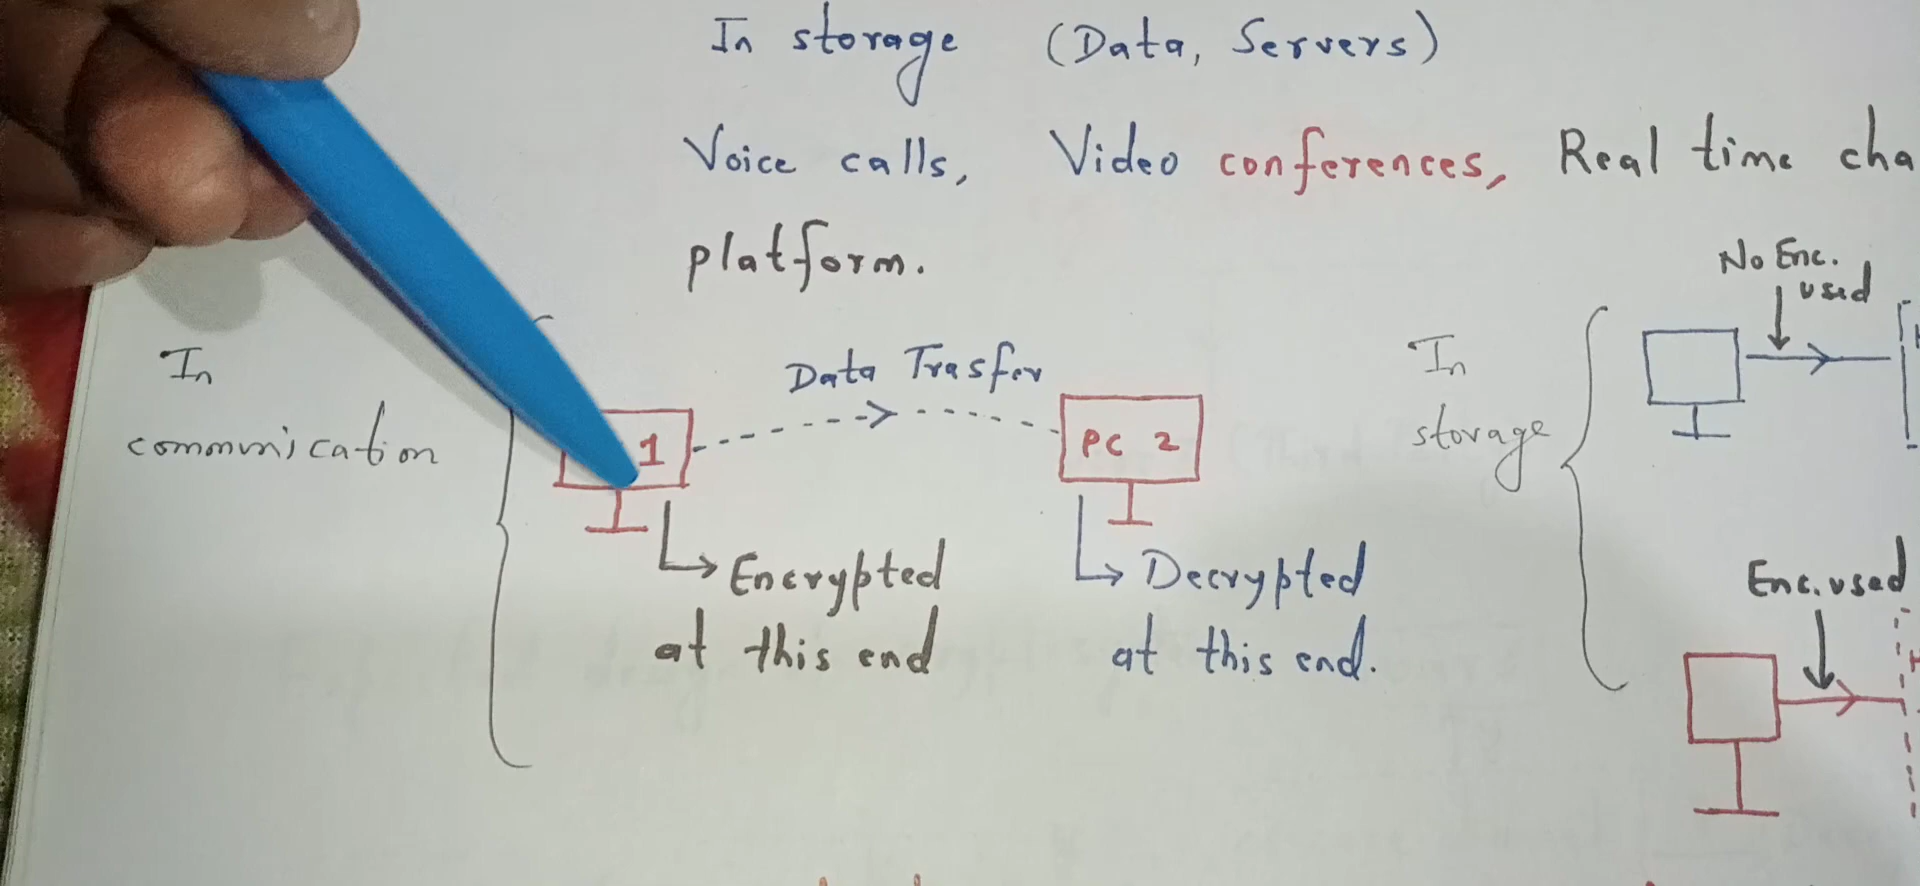 In storage (Data, Servers)
Voice calls, Video conferences, Real time cha
platform.
In
communication
Data Trasfer
1
PC 2
Encrypted
at this end
Decrypted
at this end.
In
storage
No Enc.
used
Enc. used